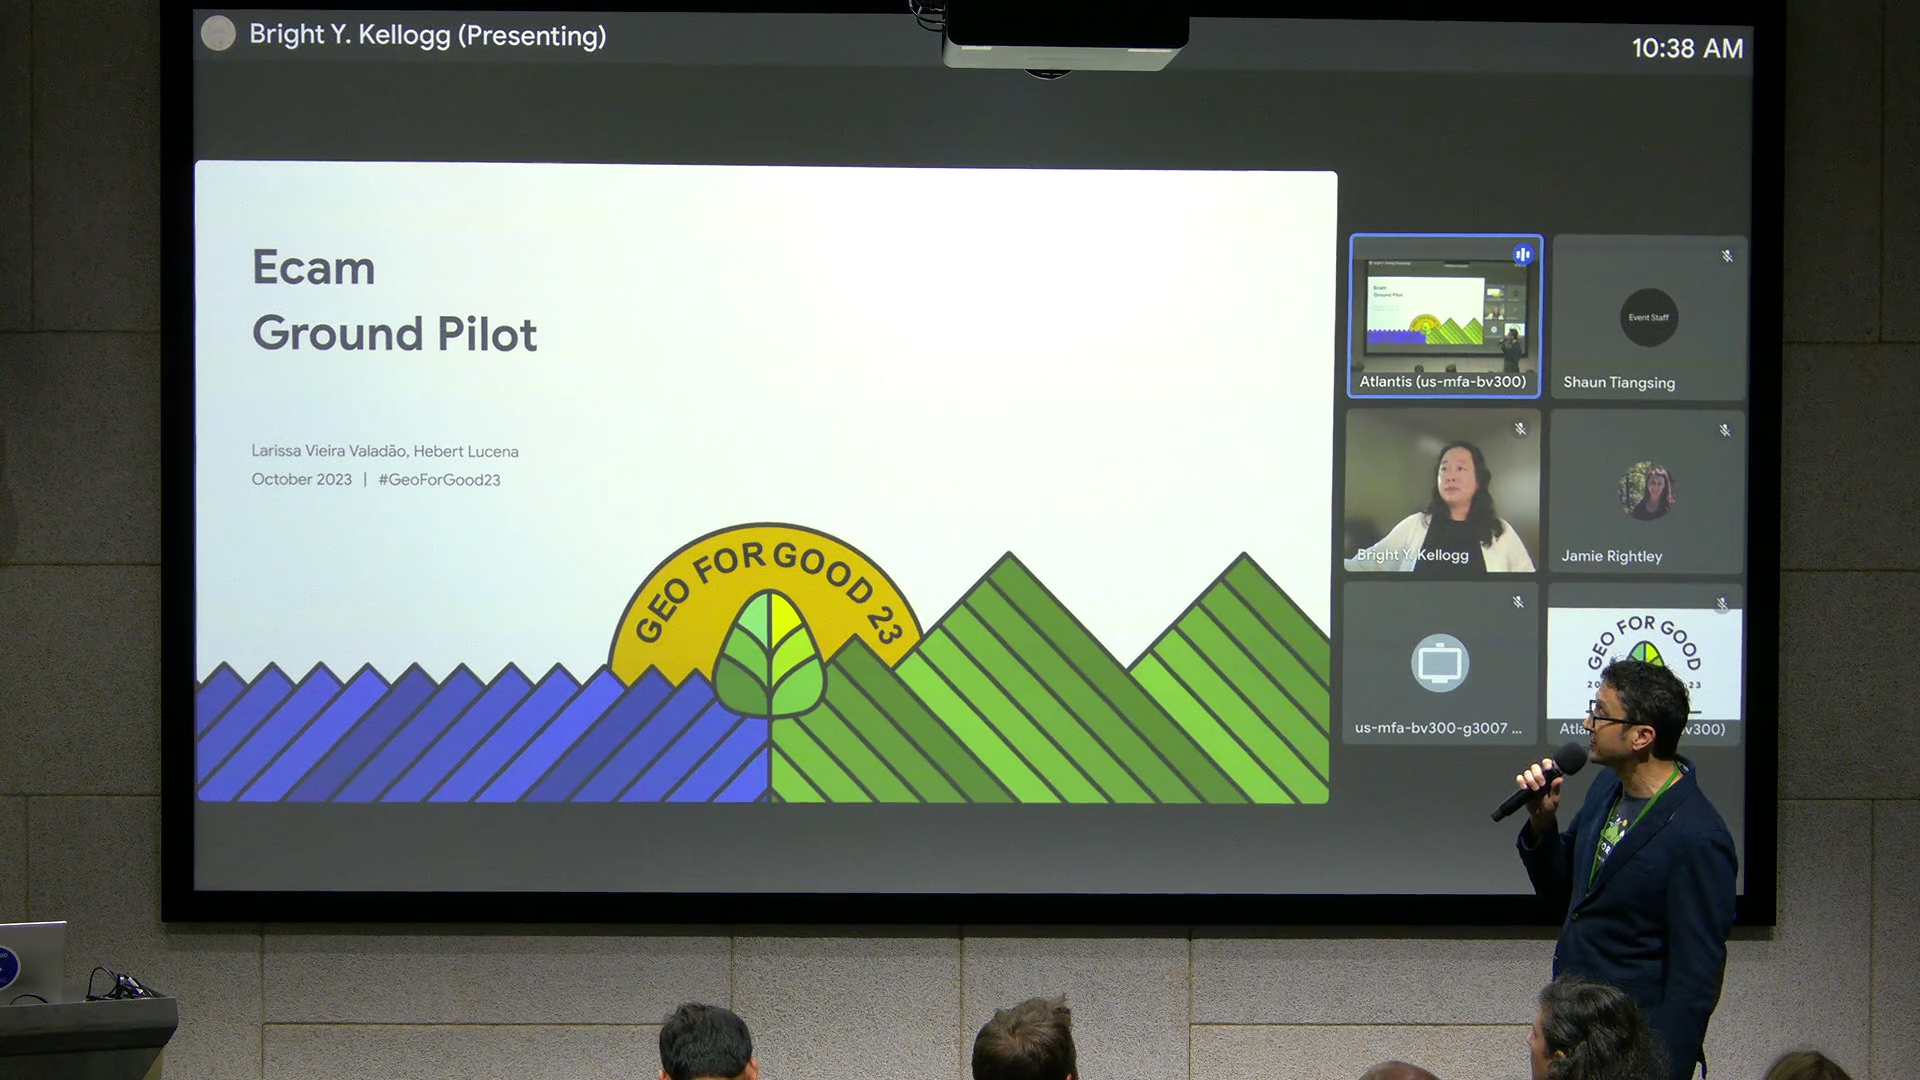 Bright Y. Kellogg (Presenting)
10:38 AM
Ecam
Ground Pilot
Larissa Vieira Valadão, Hebert Lucena
October 2023 | #GeoForGood23
GEO FOR GOOD 23
Atlantis (us-mfa-bv300)
Event Staff
Shaun Tiangsing
Bright Y. Kellogg
Jamie Rightley
us-mfa-bv300-g3007 ...
GEO FOR GOOD
20 23